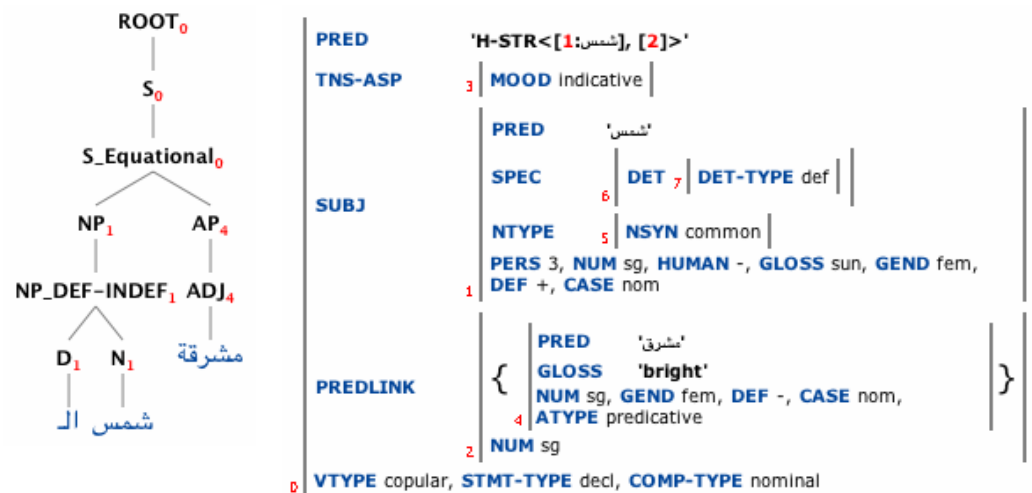 ROOT0
S0
S_Equational0
NP1 AP4
NP_DEF-INDEF1 ADJ4
D1 N1 مشرقة
الـ شمس
PRED 'H-STR<[1:شمس], [2]>'
TNS-ASP 3 MOOD indicative
SUBJ
PRED 'شمس'
SPEC 6 DET 7 DET-TYPE def
NTYPE 5 NSYN common
PERS 3, NUM sg, HUMAN -, GLOSS sun, GEND fem,
1 DEF +, CASE nom
PREDLINK {
PRED 'مشرق'
GLOSS 'bright'
NUM sg, GEND fem, DEF -, CASE nom,
4 ATYPE predicative
}
2 NUM sg
0 VTYPE copular, STMT-TYPE decl, COMP-TYPE nominal